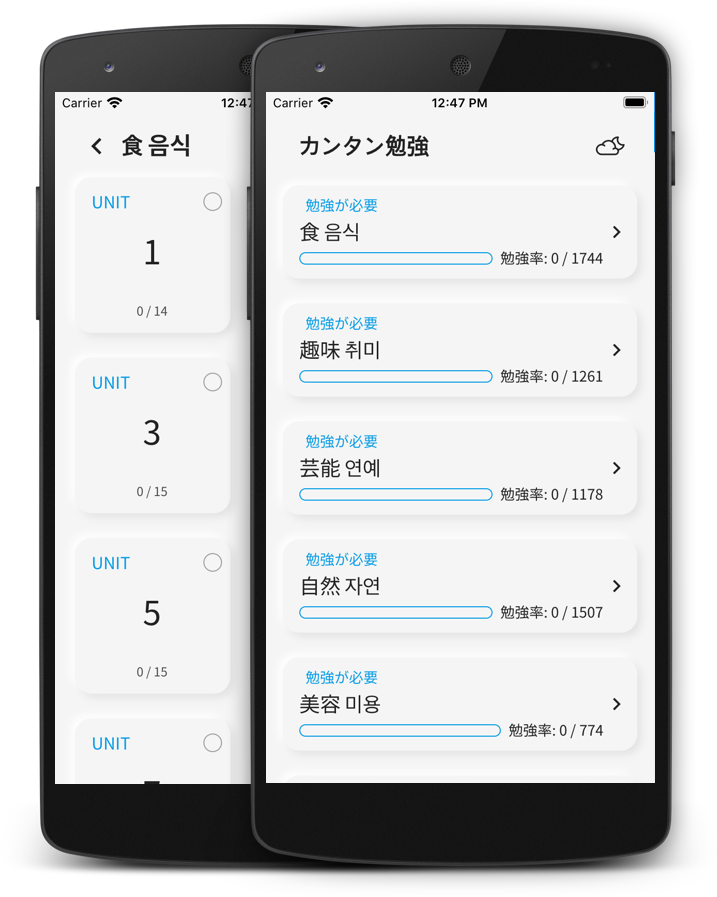 Carrier
12:47
食 음식
UNIT
1
0 / 14
UNIT
3
0 / 15
UNIT
5
0 / 15
UNIT
Carrier
12:47 PM
カンタン勉強
勉強が必要
食 음식
勉強率: 0 / 1744
勉強が必要
趣味 취미
勉強率: 0 / 1261
勉強が必要
芸能 연예
勉強率: 0 / 1178
勉強が必要
自然 자연
勉強率: 0 / 1507
勉強が必要
美容 미용
勉強率: 0 / 774